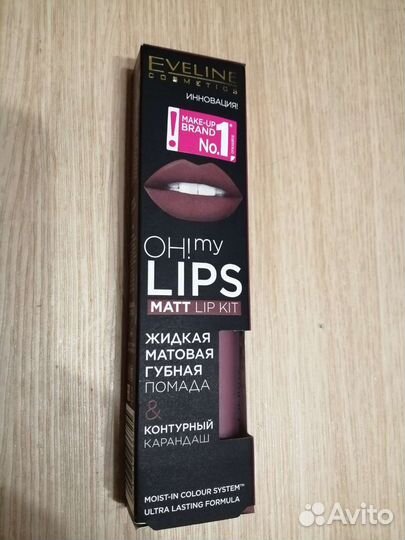 EVELINE
COSMETICS
ИННОВАЦИЯ!
! MAKE-UP
BRAND
No.1*
OH! my
LIPS
MATT LIP KIT
ЖИДКАЯ
МАТОВАЯ
ГУБНАЯ
ПОМАДА
&
КОНТУРНЫЙ
КАРАНДАШ
MOIST-IN COLOUR SYSTEM™
ULTRA LASTING FORMULA
Avito